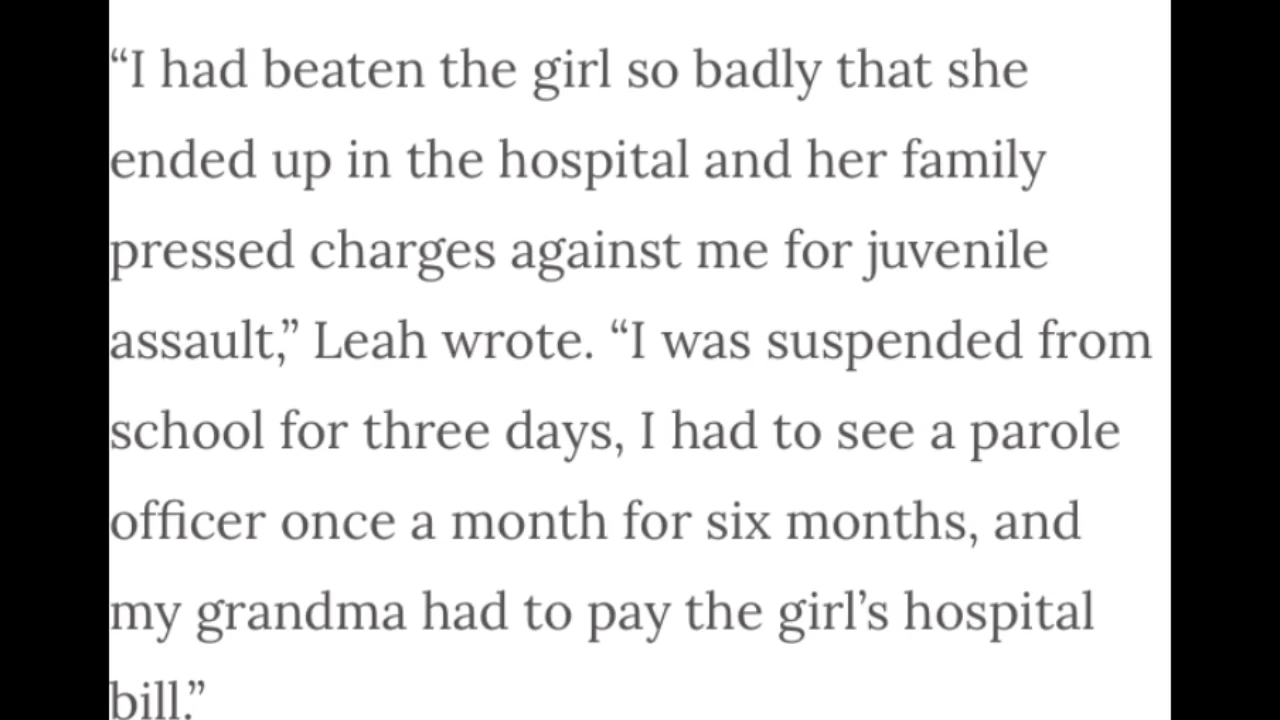 “I had beaten the girl so badly that she
ended up in the hospital and her family
pressed charges against me for juvenile
assault,” Leah wrote. “I was suspended from
school for three days, I had to see a parole
officer once a month for six months, and
my grandma had to pay the girl’s hospital
bill.”